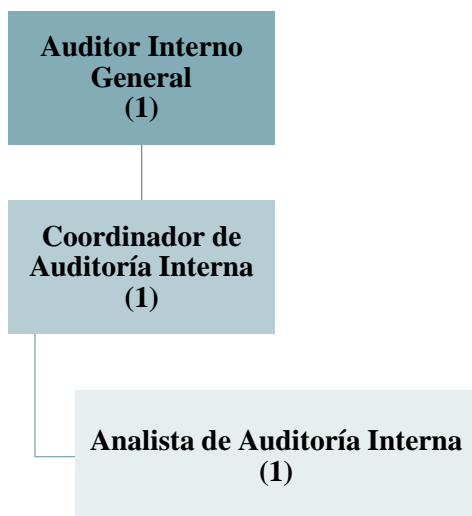 Auditor Interno
General
(1)
Coordinador de
Auditoría Interna
(1)
Analista de Auditoría Interna
(1)